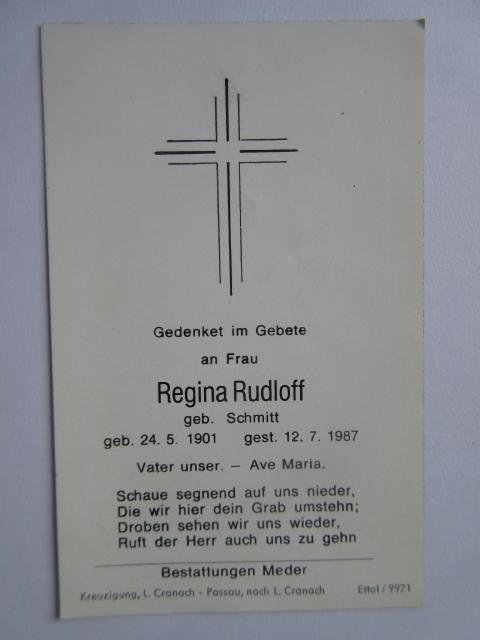 Gedenket im Gebete
an Frau
Regina Rudloff
geb. Schmitt
geb. 24. 5. 1901 gest. 12. 7. 1987
Vater unser. – Ave Maria.
Schaue segnend auf uns nieder,
Die wir hier dein Grab umstehn;
Droben sehen wir uns wieder,
Ruft der Herr auch uns zu gehn
Bestattungen Meder
Kreuzigung, L. Cranach - Passau, nach L. Cranach Ettal / 9971